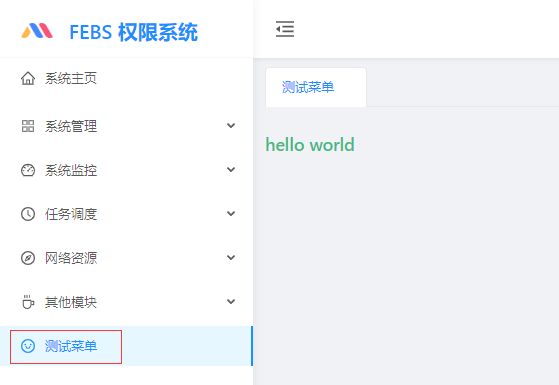 FEBS 权限系统
系统主页
系统管理
系统监控
任务调度
网络资源
其他模块
测试菜单
测试菜单
hello world